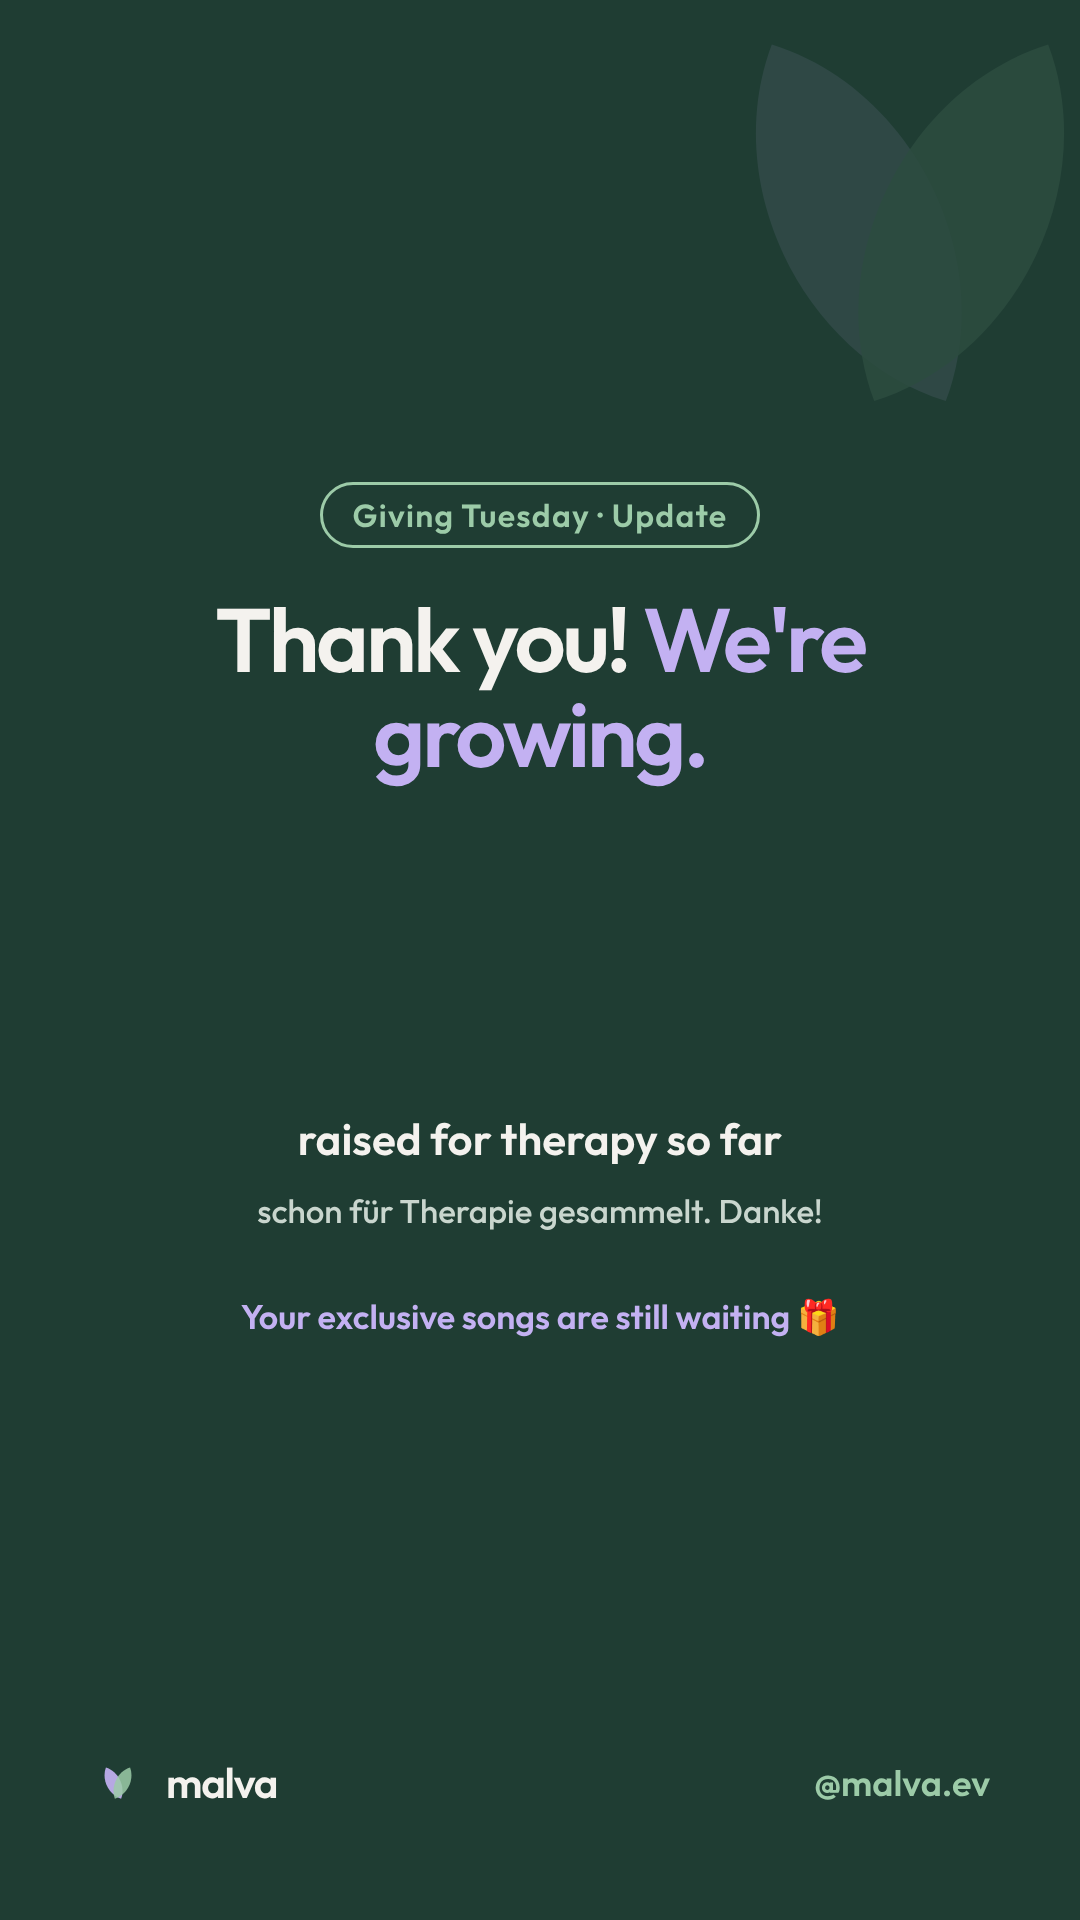 Giving Tuesday · Update
Thank you! We're
growing.
raised for therapy so far
schon für Therapie gesammelt. Danke!
Your exclusive songs are still waiting 🎁
malva
@malva.ev